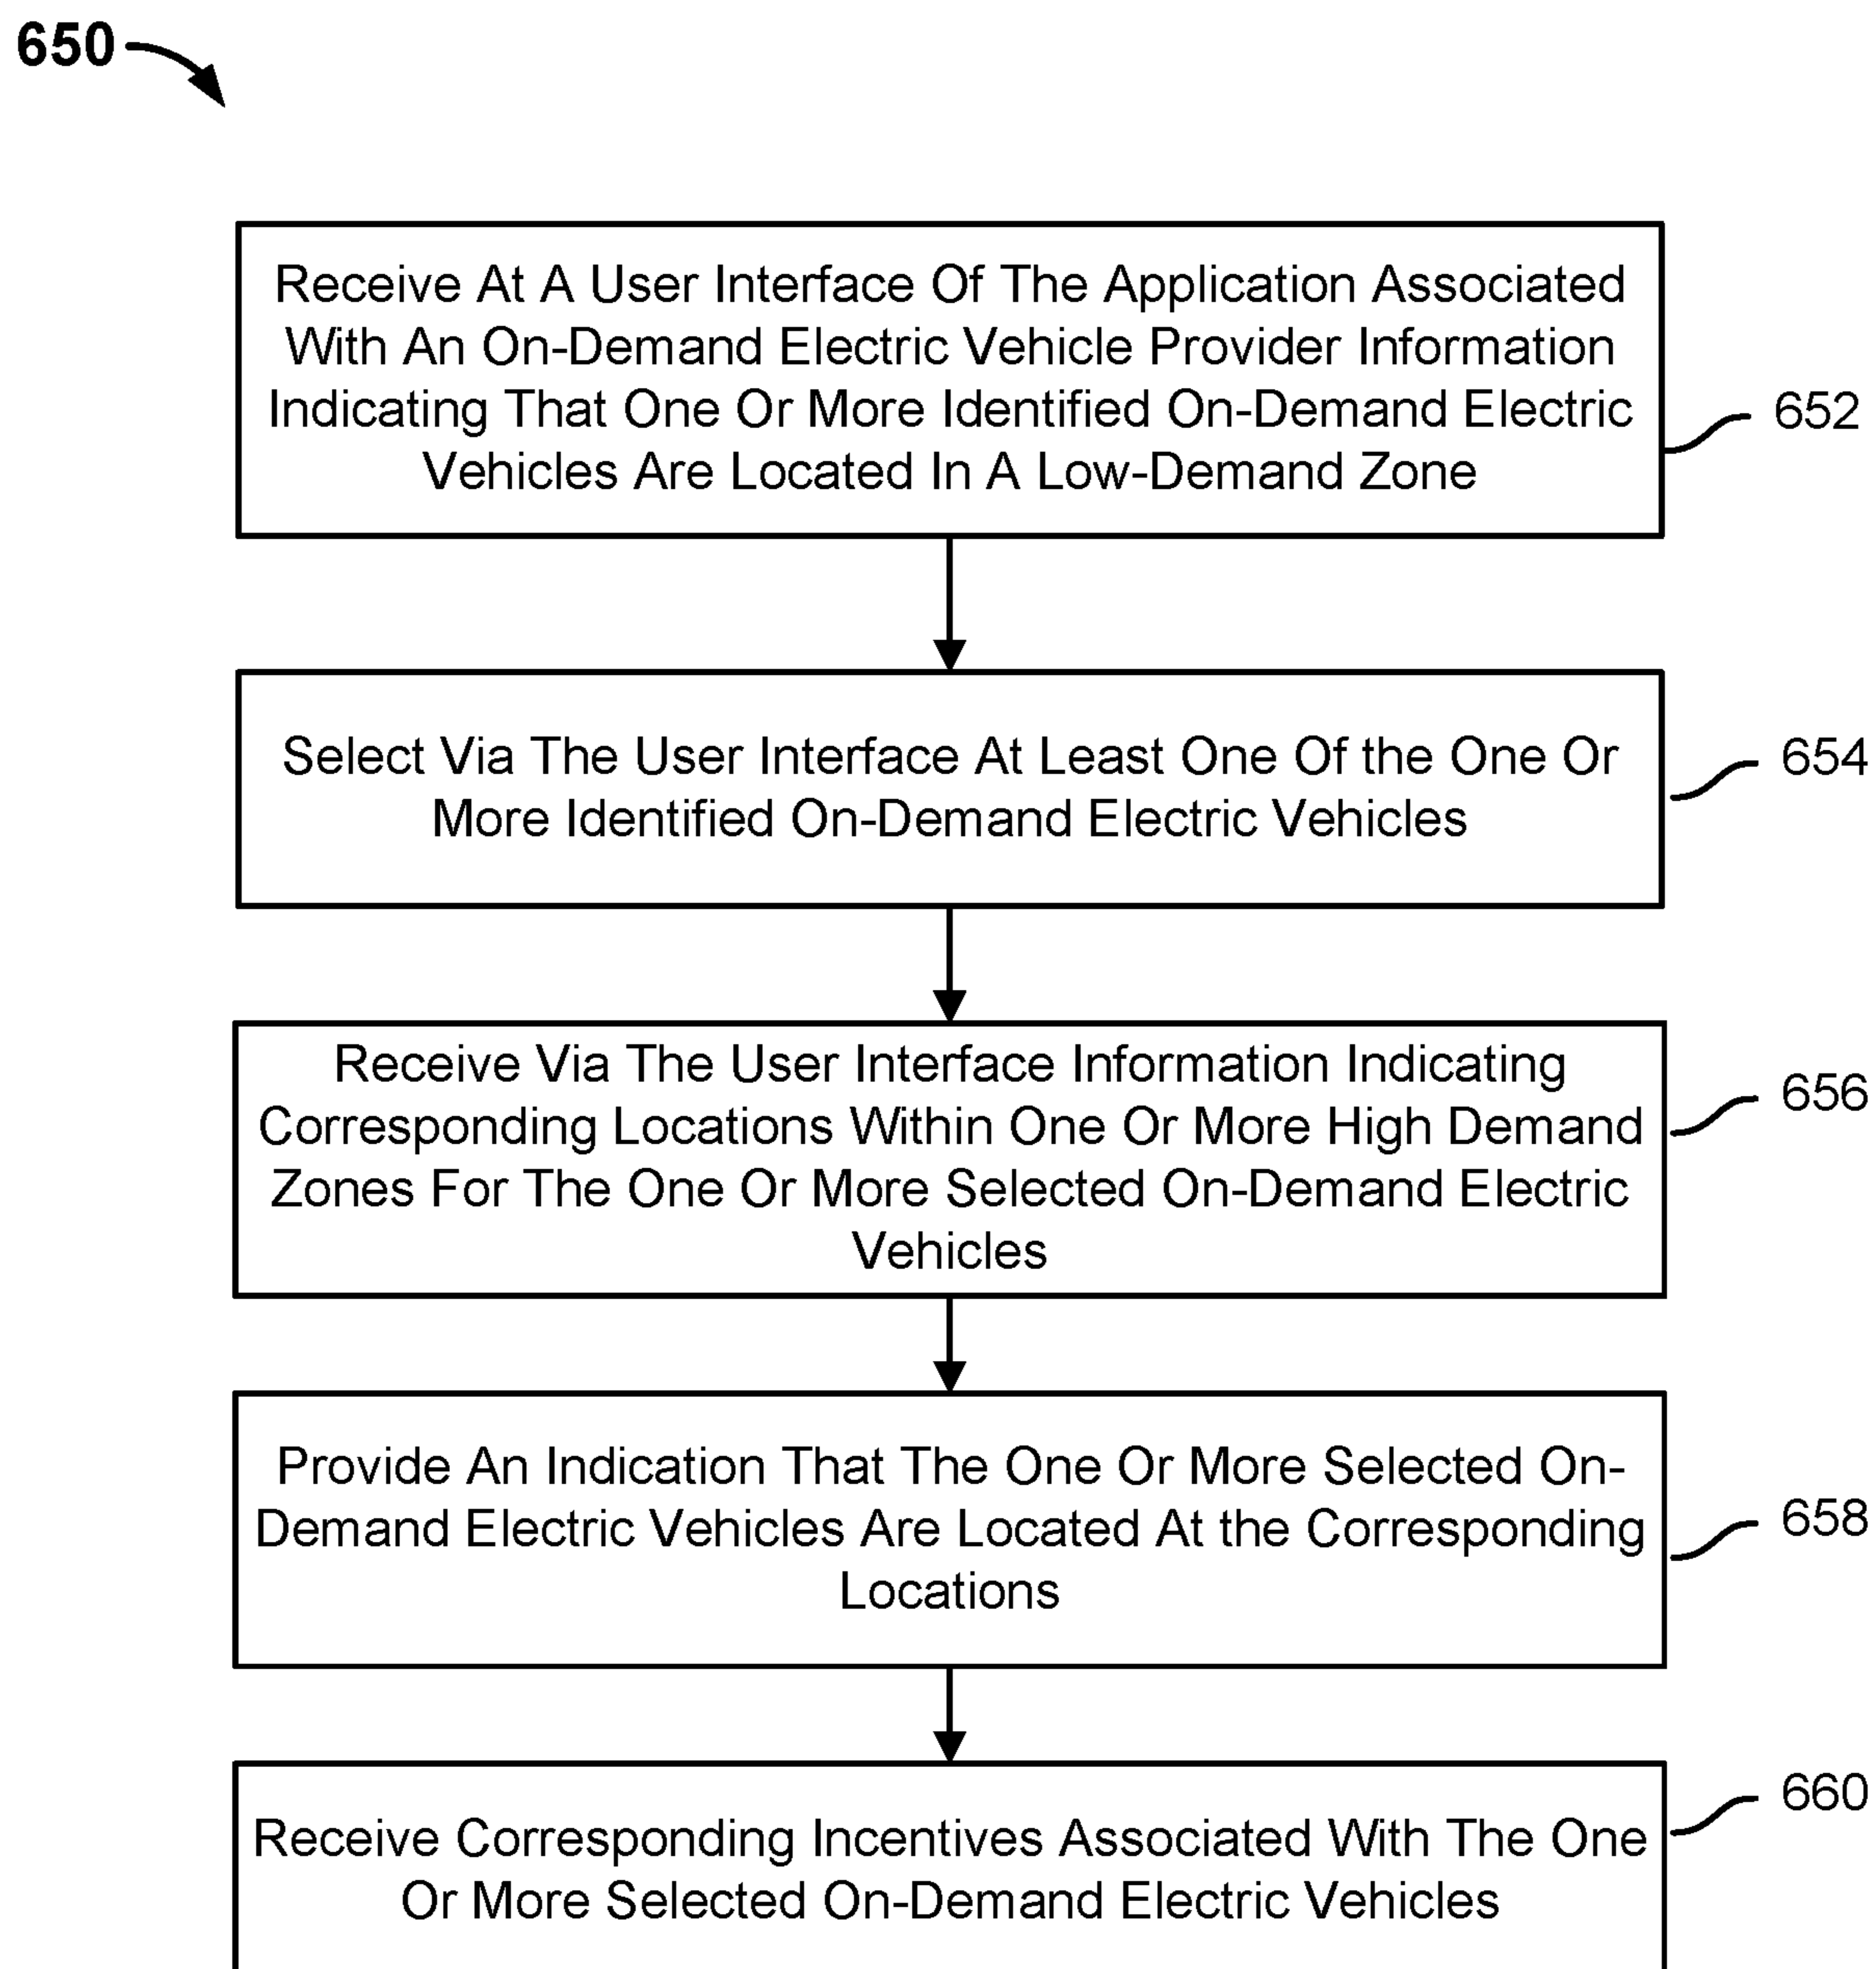 650
Receive At A User Interface Of The Application Associated
With An On-Demand Electric Vehicle Provider Information
Indicating That One Or More Identified On-Demand Electric
Vehicles Are Located In A Low-Demand Zone
652
Select Via The User Interface At Least One Of the One Or
More Identified On-Demand Electric Vehicles
654
Receive Via The User Interface Information Indicating
Corresponding Locations Within One Or More High Demand
Zones For The One Or More Selected On-Demand Electric
Vehicles
656
Provide An Indication That The One Or More Selected On-
Demand Electric Vehicles Are Located At the Corresponding
Locations
658
Receive Corresponding Incentives Associated With The One
Or More Selected On-Demand Electric Vehicles
660